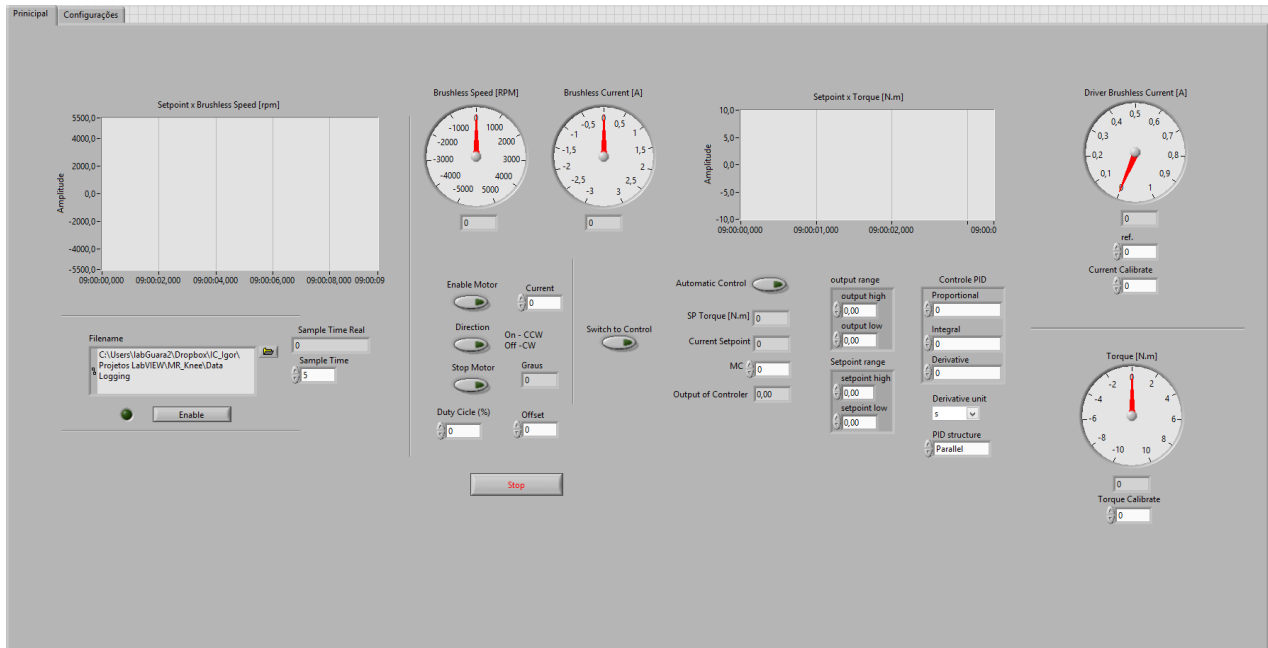 Prinicipal
Configurações
Setpoint x Brushless Speed [rpm]
5500,0
4000,0
2000,0
0,0
-2000,0
-4000,0
-5500,0
Amplitude
09:00:00,000 09:00:02,000 09:00:04,000 09:00:06,000 09:00:08,000 09:00:09
Filename
C:\Users\labGuara2\Dropbox\IC_Igor\
Projetos LabVIEW\MR_Knee\Data
Logging
Enable
Sample Time Real
0
Sample Time
5
Brushless Speed [RPM]
-5000 -4000 -3000 -2000 -1000 0 1000 2000 3000 4000 5000
0
Brushless Current [A]
-3 -2,5 -2 -1,5 -1 -0,5 0 0,5 1 1,5 2 2,5 3
0
Enable Motor
Current
0
Direction
On - CCW
Off -CW
Stop Motor
Graus
0
Duty Cicle (%)
0
Offset
0
Stop
Switch to Control
Setpoint x Torque [N.m]
10,0
5,0
0,0
-5,0
-10,0
Amplitude
09:00:00,000 09:00:01,000 09:00:02,000 09:00:0
Automatic Control
SP Torque [N.m] 0
Current Setpoint 0
MC 0
Output of Controler 0,00
output range
output high
0,00
output low
0,00
Setpoint range
setpoint high
0,00
setpoint low
0,00
Controle PID
Proportional
0
Integral
0
Derivative
0
Derivative unit
s
PID structure
Parallel
Driver Brushless Current [A]
0 0,1 0,2 0,3 0,4 0,5 0,6 0,7 0,8 0,9 1
0
ref.
0
Current Calibrate
0
Torque [N.m]
-10 -8 -6 -4 -2 0 2 4 6 8 10
0
Torque Calibrate
0